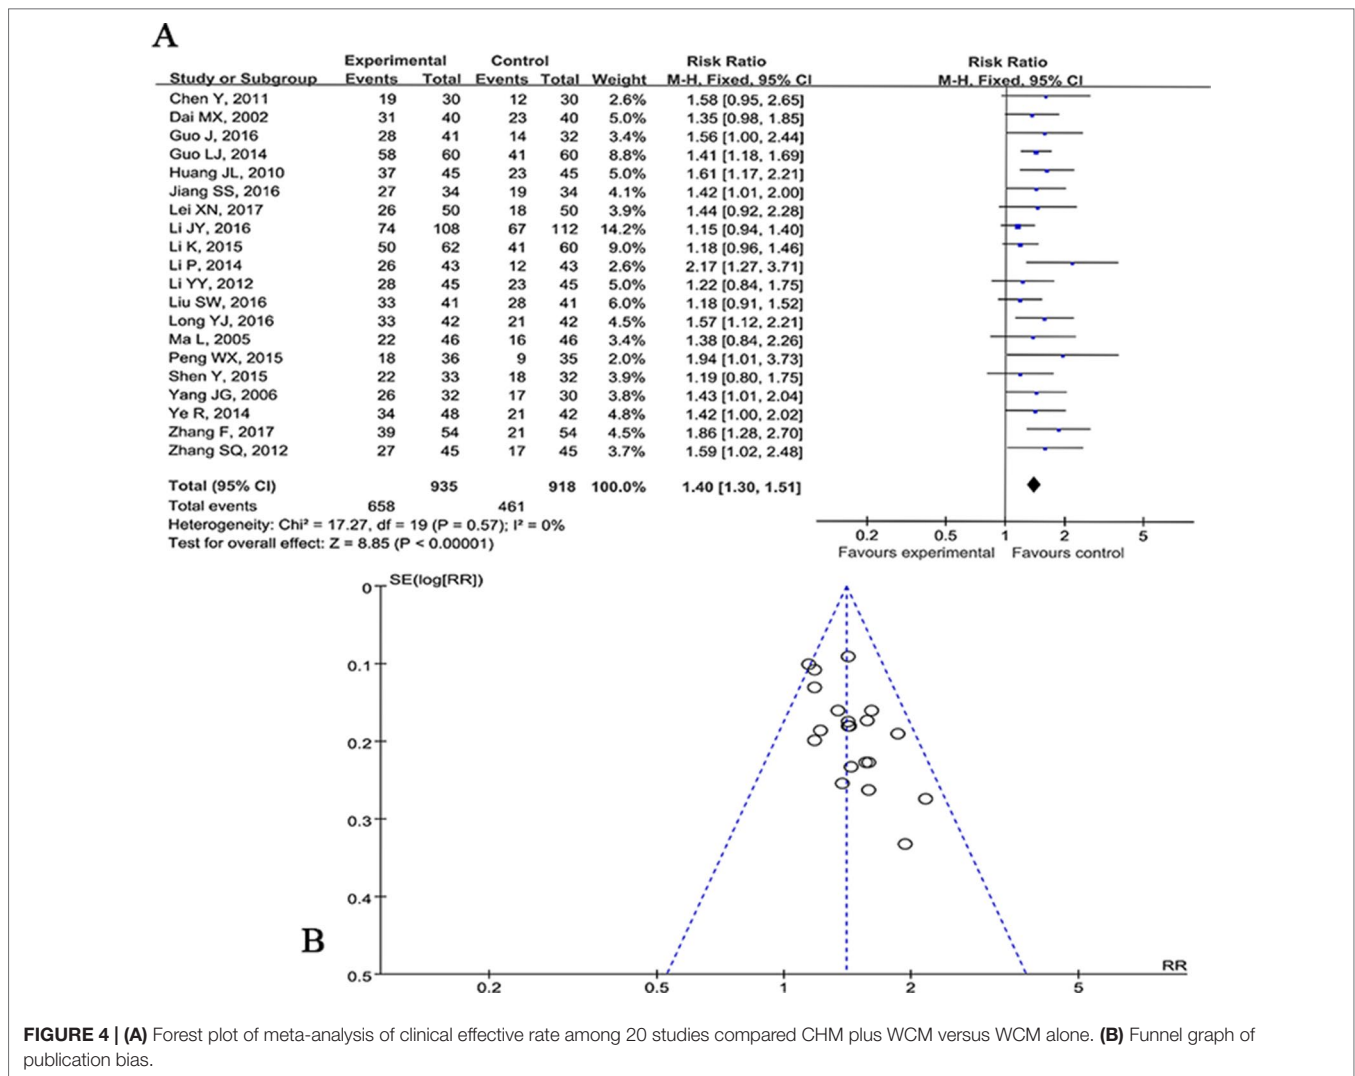 A
Experimental Control Risk Ratio Risk Ratio
Study or Subgroup Events Total Events Total Weight M-H, Fixed, 95% CI M-H, Fixed, 95% CI
Chen Y, 2011 19 30 12 30 2.6% 1.58 [0.95, 2.65]
Dai MX, 2002 31 40 23 40 5.0% 1.35 [0.98, 1.85]
Guo J, 2016 28 41 14 32 3.4% 1.56 [1.00, 2.44]
Guo LJ, 2014 58 60 41 60 8.8% 1.41 [1.18, 1.69]
Huang JL, 2010 37 45 23 45 5.0% 1.61 [1.17, 2.21]
Jiang SS, 2016 27 34 19 34 4.1% 1.42 [1.01, 2.00]
Lei XN, 2017 26 50 18 50 3.9% 1.44 [0.92, 2.28]
Li JY, 2016 74 108 67 112 14.2% 1.15 [0.94, 1.40]
Li K, 2015 50 62 41 60 9.0% 1.18 [0.96, 1.46]
Li P, 2014 26 43 12 43 2.6% 2.17 [1.27, 3.71]
Li YY, 2012 28 45 23 45 5.0% 1.22 [0.84, 1.75]
Liu SW, 2016 33 41 28 41 6.0% 1.18 [0.91, 1.52]
Long YJ, 2016 33 42 21 42 4.5% 1.57 [1.12, 2.21]
Ma L, 2005 22 46 16 46 3.4% 1.38 [0.84, 2.26]
Peng WX, 2015 18 36 9 35 2.0% 1.94 [1.01, 3.73]
Shen Y, 2015 22 33 18 32 3.9% 1.19 [0.80, 1.75]
Yang JG, 2006 26 32 17 30 3.8% 1.43 [1.01, 2.04]
Ye R, 2014 34 48 21 42 4.8% 1.42 [1.00, 2.02]
Zhang F, 2017 39 54 21 54 4.5% 1.86 [1.28, 2.70]
Zhang SQ, 2012 27 45 17 45 3.7% 1.59 [1.02, 2.48]
Total (95% CI) 935 918 100.0% 1.40 [1.30, 1.51]
Total events 658 461
Heterogeneity: Chi² = 17.27, df = 19 (P = 0.57); I² = 0%
Test for overall effect: Z = 8.85 (P < 0.00001)
0.2 0.5 1 2 5
Favours experimental Favours control
SE(log[RR])
0
0.1
0.2
0.3
0.4
B
0.5
RR
0.2 0.5 1 2 5
FIGURE 4 | (A) Forest plot of meta-analysis of clinical effective rate among 20 studies compared CHM plus WCM versus WCM alone. (B) Funnel graph of
publication bias.